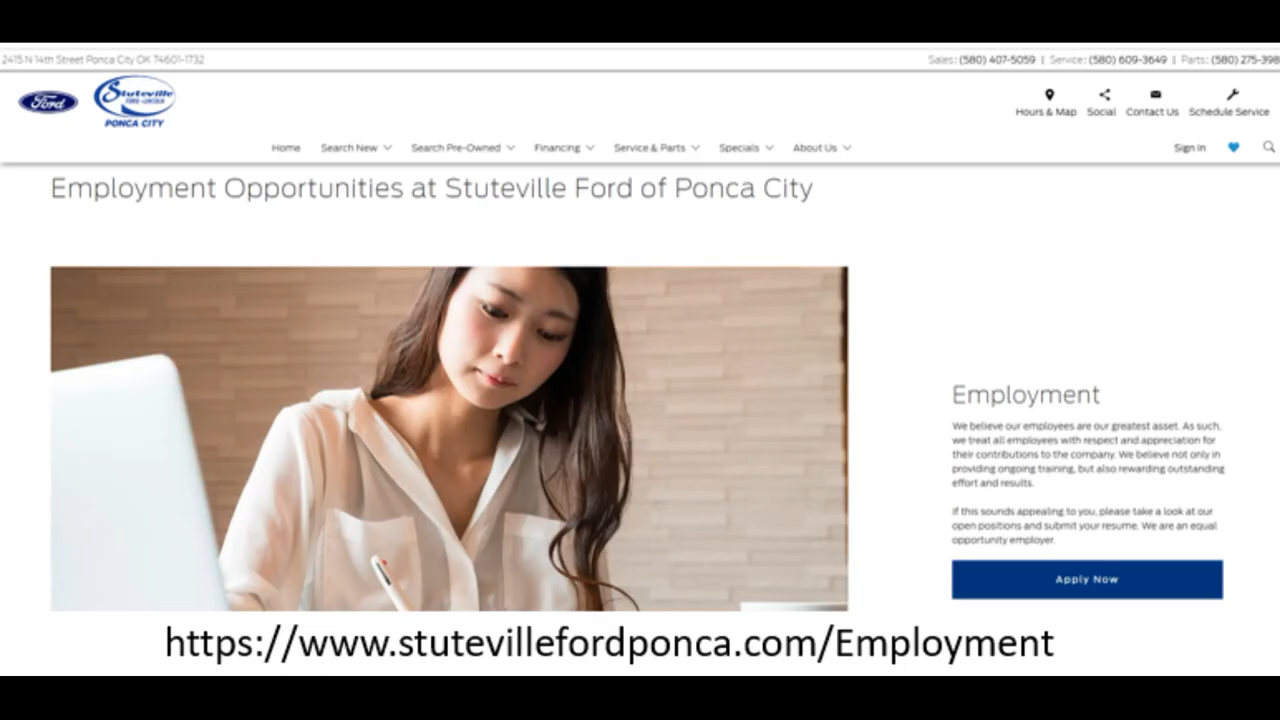 2415 N 14th Street Ponca City OK 74601-1732
Sales: (580) 407-5059 | Service: (580) 609-3649 | Parts: (580) 275-398
Ford
Stuteville
FORD-LINCOLN
PONCA CITY
Hours & Map Social Contact Us Schedule Service
Home Search New Search Pre-Owned Financing Service & Parts Specials About Us Sign In
Employment Opportunities at Stuteville Ford of Ponca City
Employment
We believe our employees are our greatest asset. As such,
we treat all employees with respect and appreciation for
their contributions to the company. We believe not only in
providing ongoing training, but also rewarding outstanding
effort and results.
If this sounds appealing to you, please take a look at our
open positions and submit your resume. We are an equal
opportunity employer.
Apply Now
https://www.stutevillefordponca.com/Employment